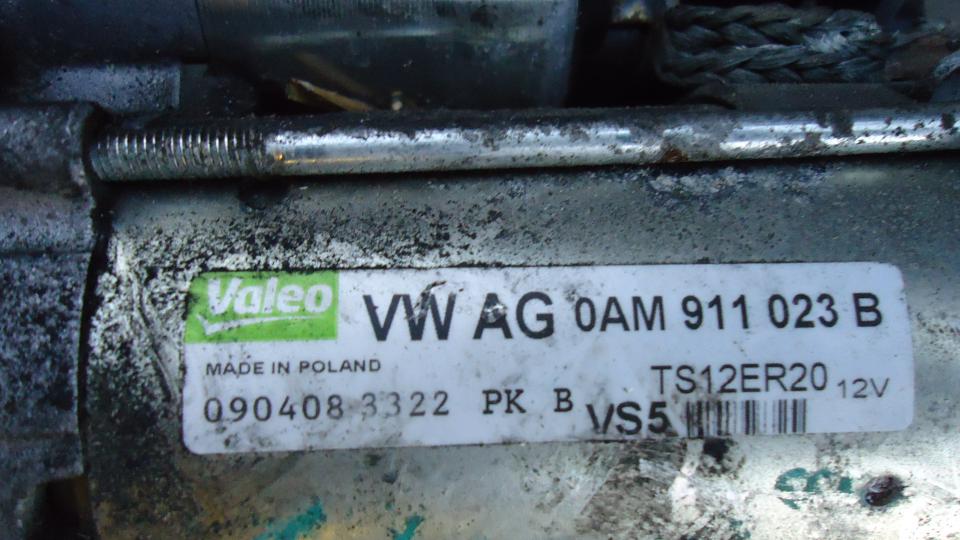 Valeo VW AG 0AM 911 023 B
MADE IN POLAND TS12ER20 12V
090408 3322 PK B VS5